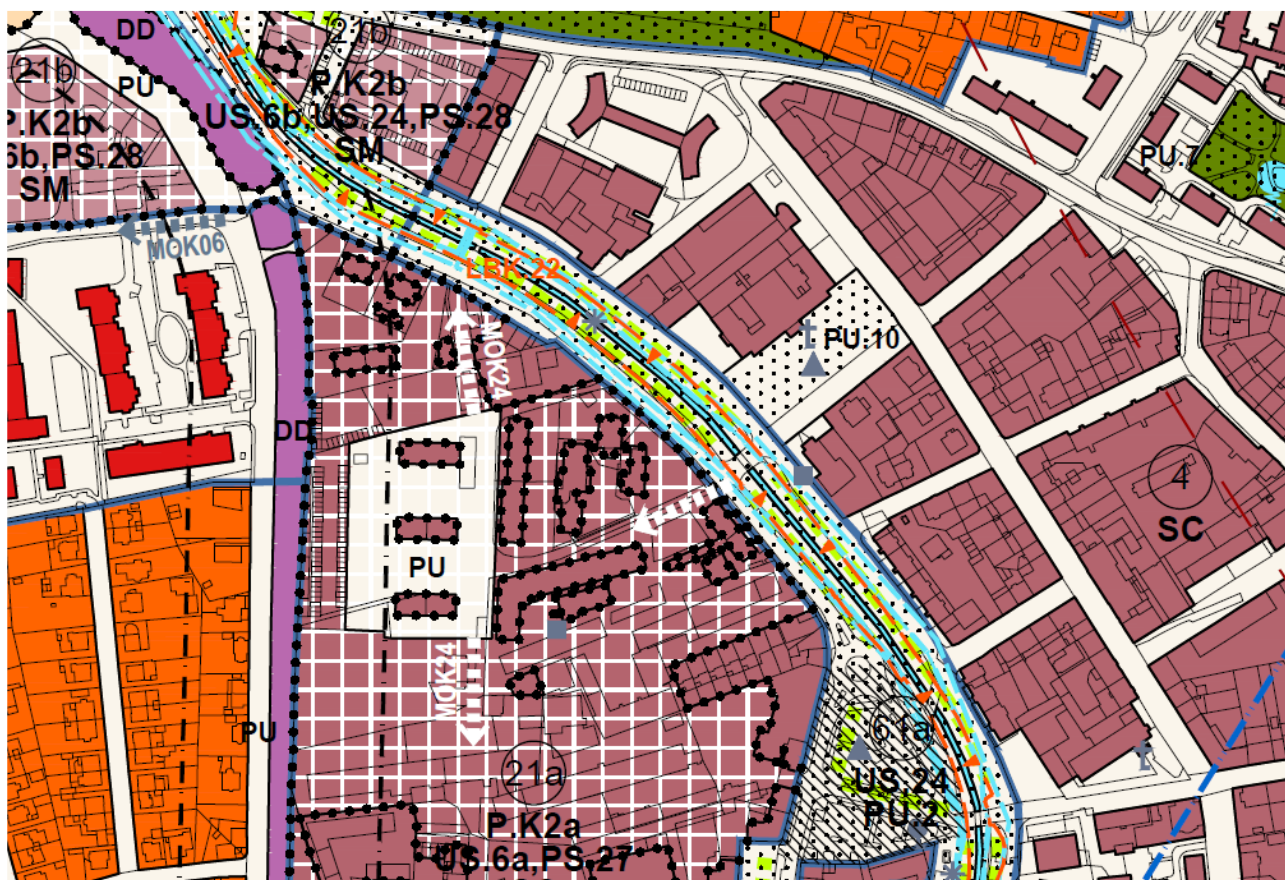 DD
21b
21b
PU
P.K2b
US.6b,US.24,PS.28
SM
P.K2b
6b,PS.28
SM
PU.7
MOK06
LBK 22
MOK24
t PU.10
DD
4
SC
PU
MOK24
PU
61a
US.24
PU.2
t
21a
P.K2a
US.6a,PS.27